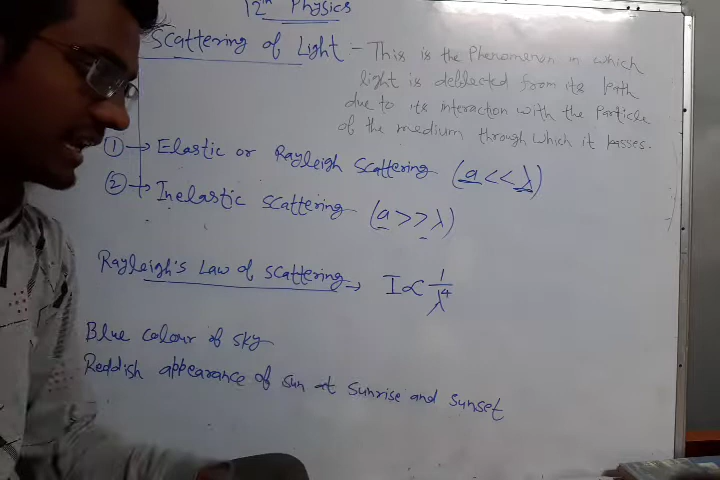 12th Physics
Scattering of Light - This is the Phenomenon in which
light is deblected from its Path
due to its interaction with the Particle
of the medium through which it passes.
① → Elastic or Rayleigh Scattering (a << λ)
② → Inelastic scattering (a >> λ)
Rayleigh's Law of scattering → I ∝ 1/λ⁴
Blue colour of sky
Reddish appearance of sun at sunrise and sunset